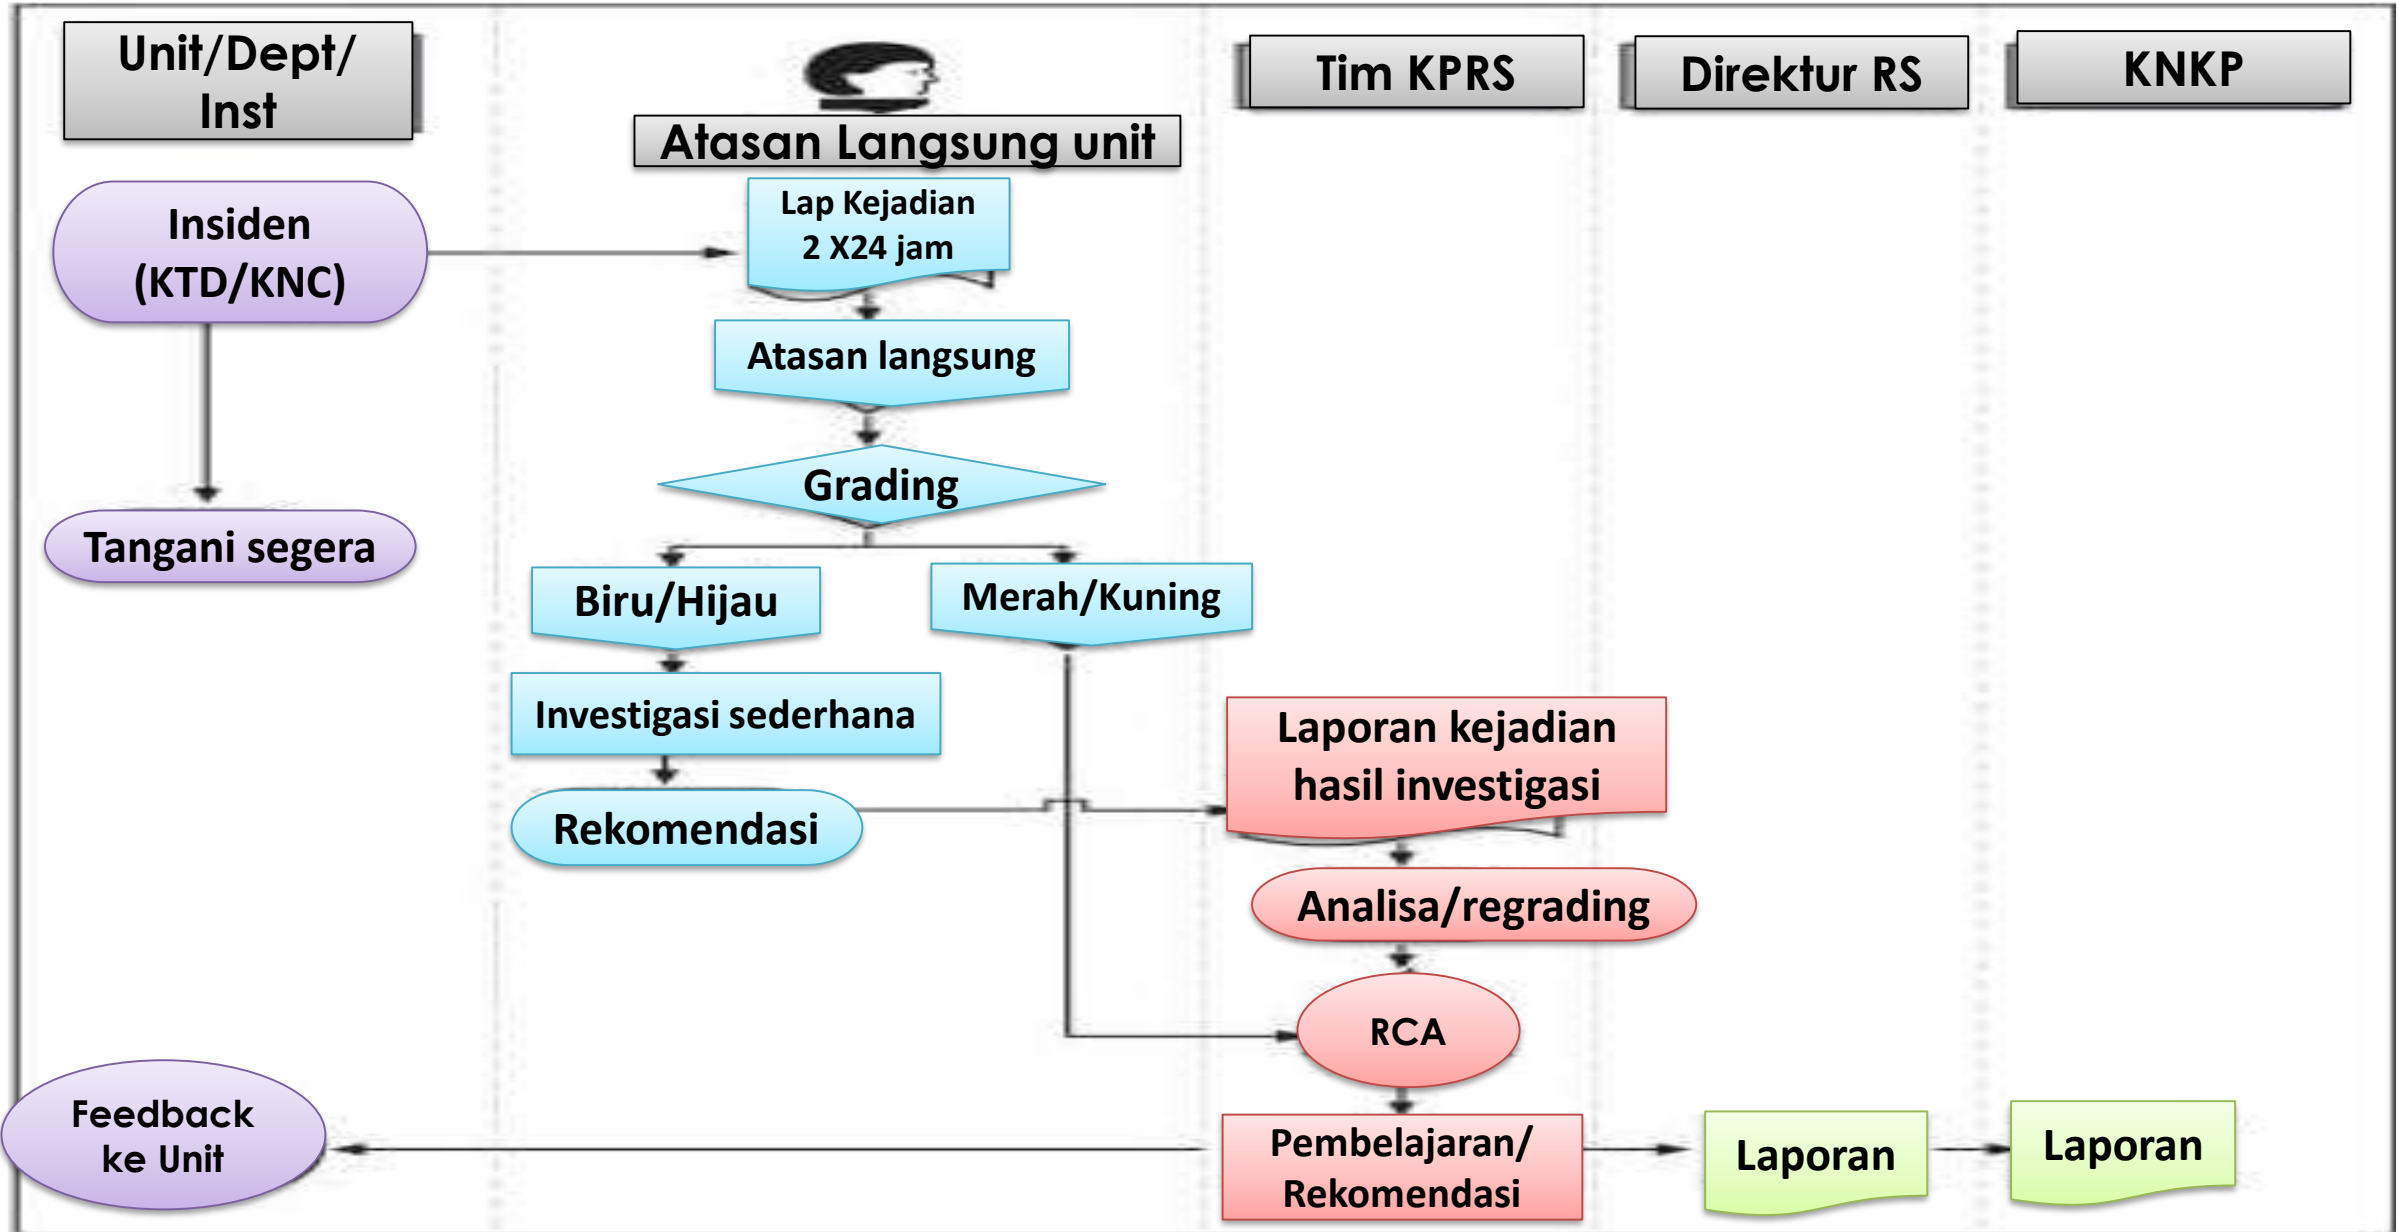 Unit/Dept/
Inst
Atasan Langsung unit
Tim KPRS
Direktur RS
KNKP
Insiden
(KTD/KNC)
Lap Kejadian
2 X24 jam
Atasan langsung
Grading
Tangani segera
Biru/Hijau
Merah/Kuning
Investigasi sederhana
Rekomendasi
Laporan kejadian
hasil investigasi
Analisa/regrading
RCA
Feedback
ke Unit
Pembelajaran/
Rekomendasi
Laporan
Laporan